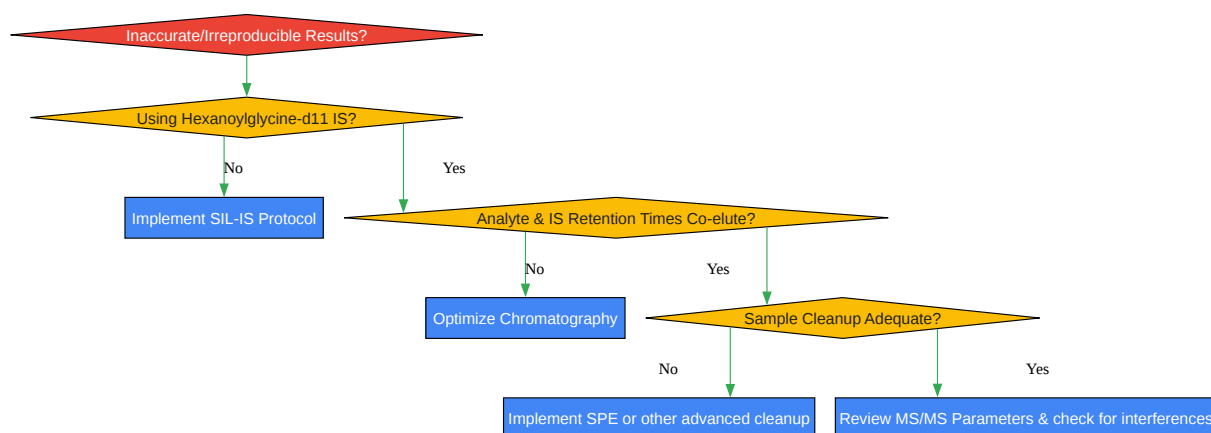 Inaccurate/Irreproducible Results?
Using Hexanoylglycine-d11 IS?
No
Yes
Implement SIL-IS Protocol
Analyte & IS Retention Times Co-elute?
No
Yes
Optimize Chromatography
Sample Cleanup Adequate?
No
Yes
Implement SPE or other advanced cleanup
Review MS/MS Parameters & check for interferences